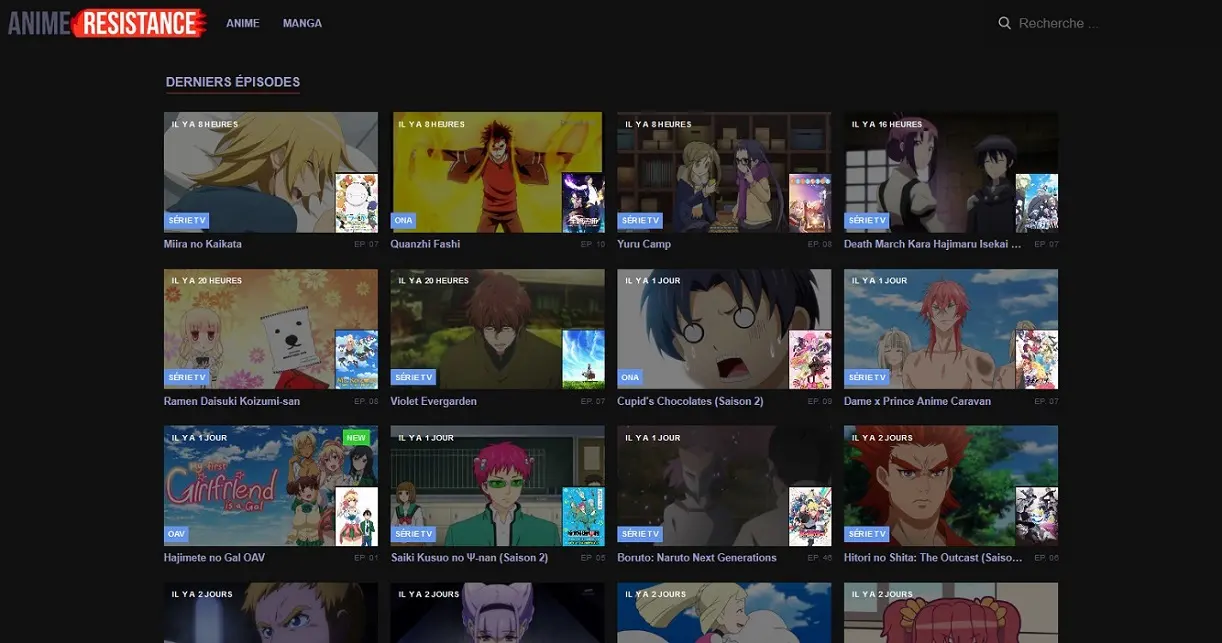 ANIME RESISTANCE ANIME MANGA Recherche ...
DERNIERS ÉPISODES
IL Y A 8 HEURES IL Y A 8 HEURES IL Y A 8 HEURES IL Y A 16 HEURES
SÉRIE TV ONA SÉRIE TV SÉRIE TV
Miira no Kaikata EP. 07 Quanzhi Fashi EP. 10 Yuru Camp EP. 08 Death March Kara Hajimaru Isekai ... EP. 07
IL Y A 20 HEURES IL Y A 20 HEURES IL Y A 1 JOUR IL Y A 1 JOUR
SÉRIE TV SÉRIE TV ONA SÉRIE TV
Ramen Daisuki Koizumi-san EP. 08 Violet Evergarden EP. 07 Cupid's Chocolates (Saison 2) EP. 09 Dame x Prince Anime Caravan EP. 07
IL Y A 1 JOUR NEW IL Y A 1 JOUR IL Y A 1 JOUR IL Y A 2 JOURS
My first
Girlfriend
is a Gal
OAV SÉRIE TV SÉRIE TV SÉRIE TV
Hajimete no Gal OAV EP. 01 Saiki Kusuo no Ψ-nan (Saison 2) EP. 05 Boruto: Naruto Next Generations EP. 46 Hitori no Shita: The Outcast (Saiso... EP. 06
IL Y A 2 JOURS IL Y A 2 JOURS IL Y A 2 JOURS IL Y A 2 JOURS